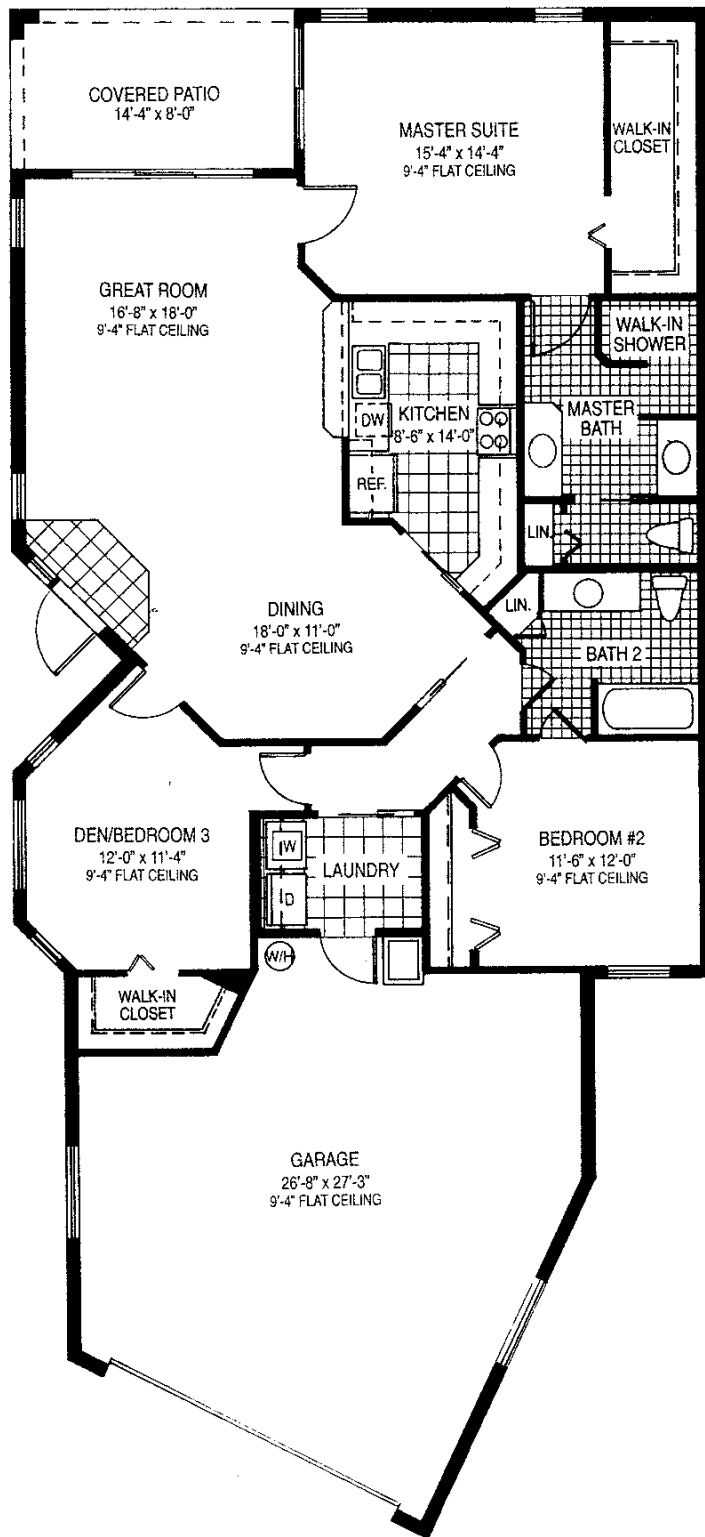 COVERED PATIO
14'-4" x 8'-0"
MASTER SUITE
15'-4" x 14'-4"
9'-4" FLAT CEILING
WALK-IN
CLOSET
GREAT ROOM
16'-8" x 18'-0"
9'-4" FLAT CEILING
WALK-IN
SHOWER
KITCHEN
8'-6" x 14'-0"
DW
REF.
MASTER
BATH
LIN.
DINING
18'-0" x 11'-0"
9'-4" FLAT CEILING
LIN.
BATH 2
DEN/BEDROOM 3
12'-0" x 11'-4"
9'-4" FLAT CEILING
W
D
LAUNDRY
BEDROOM #2
11'-6" x 12'-0"
9'-4" FLAT CEILING
W/H
WALK-IN
CLOSET
GARAGE
26'-8" x 27'-3"
9'-4" FLAT CEILING